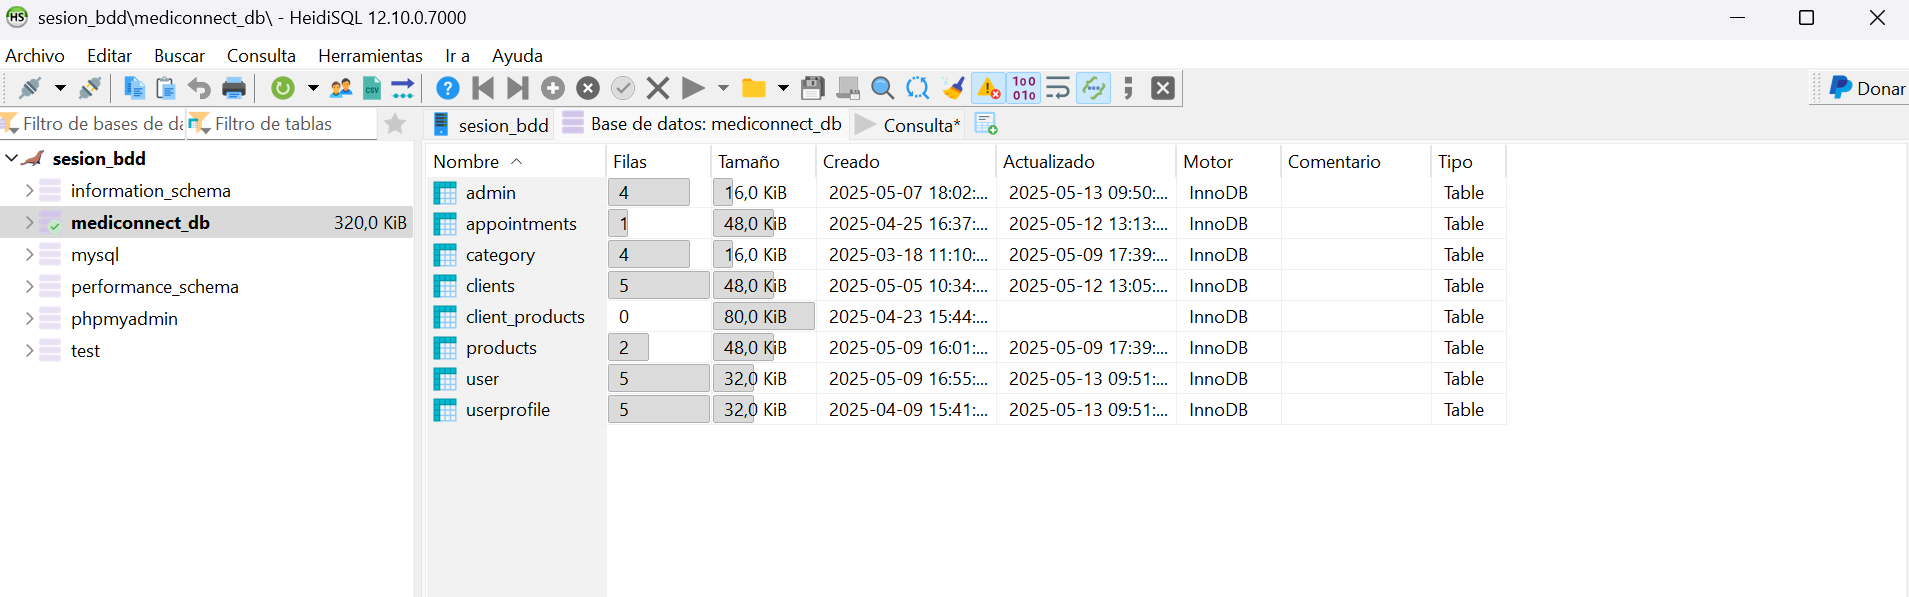 sesion_bdd\mediconnect_db\ - HeidiSQL 12.10.0.7000
Archivo Editar Buscar Consulta Herramientas Ir a Ayuda
Donar
Filtro de bases de da Filtro de tablas
sesion_bdd Base de datos: mediconnect_db Consulta*
sesion_bdd
information_schema
mediconnect_db 320,0 KiB
mysql
performance_schema
phpmyadmin
test
Nombre Filas Tamaño Creado Actualizado Motor Comentario Tipo
admin 4 16,0 KiB 2025-05-07 18:02:... 2025-05-13 09:50:... InnoDB Table
appointments 1 48,0 KiB 2025-04-25 16:37:... 2025-05-12 13:13:... InnoDB Table
category 4 16,0 KiB 2025-03-18 11:10:... 2025-05-09 17:39:... InnoDB Table
clients 5 48,0 KiB 2025-05-05 10:34:... 2025-05-12 13:05:... InnoDB Table
client_products 0 80,0 KiB 2025-04-23 15:44:... InnoDB Table
products 2 48,0 KiB 2025-05-09 16:01:... 2025-05-09 17:39:... InnoDB Table
user 5 32,0 KiB 2025-05-09 16:55:... 2025-05-13 09:51:... InnoDB Table
userprofile 5 32,0 KiB 2025-04-09 15:41:... 2025-05-13 09:51:... InnoDB Table